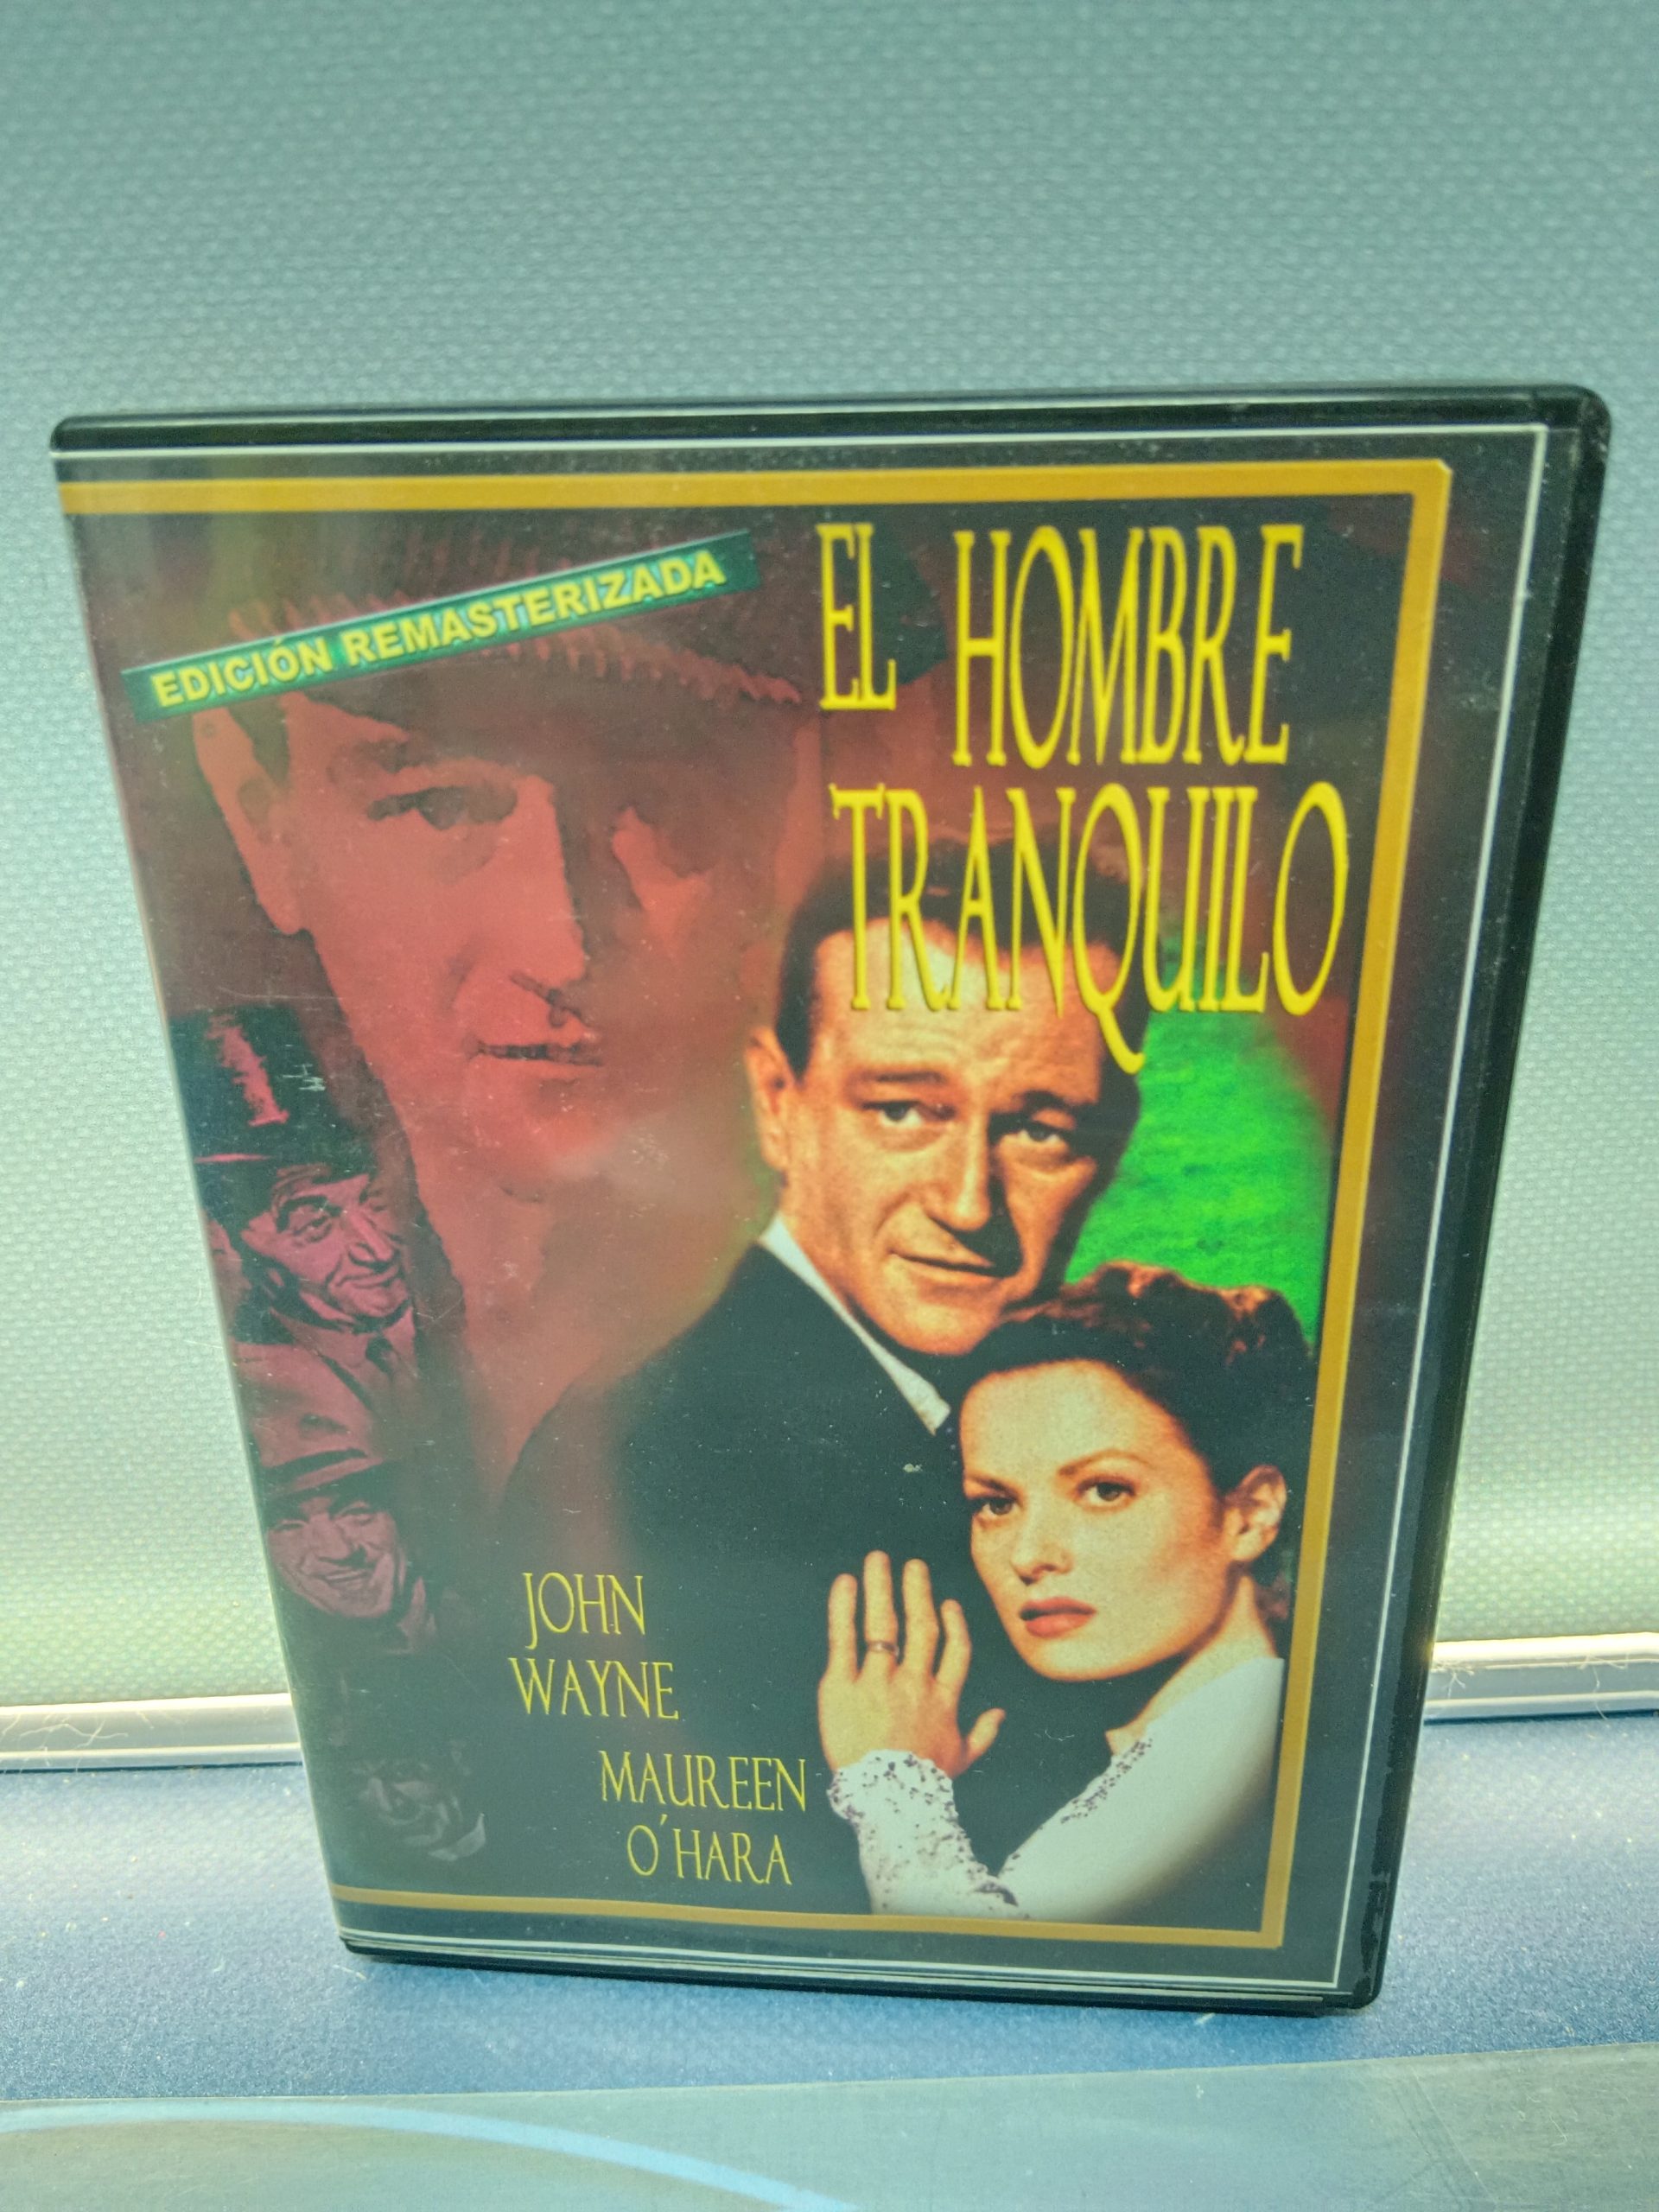 EDICIÓN REMASTERIZADA
EL HOMBRE
TRANQUILO
JOHN
WAYNE
MAUREEN
O´HARA